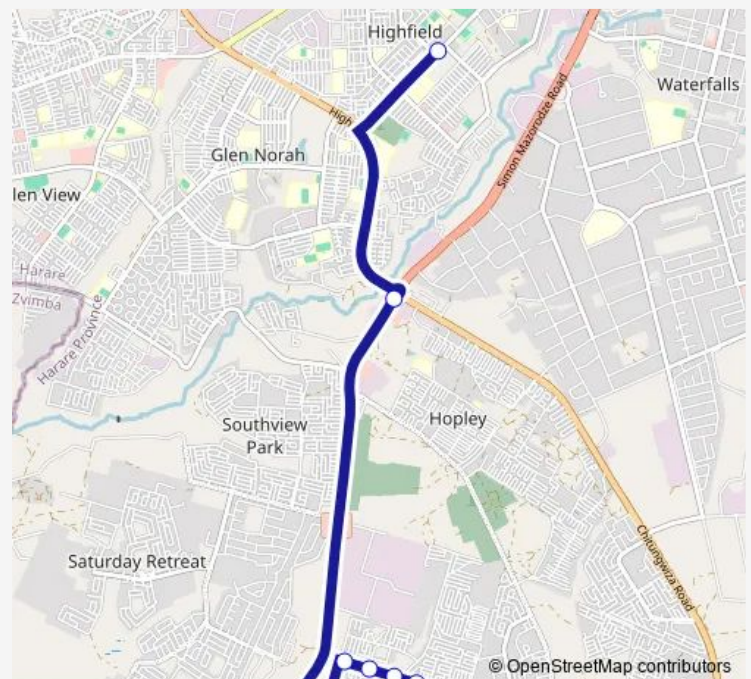 Highfield
Waterfalls
High
Simon Mazorodze Road
Glen Norah
len View
Harare
Zvimba
Harare Province
Southview
Park
Hopley
Saturday Retreat
Chitungwiza Road
© OpenStreetMap contributors